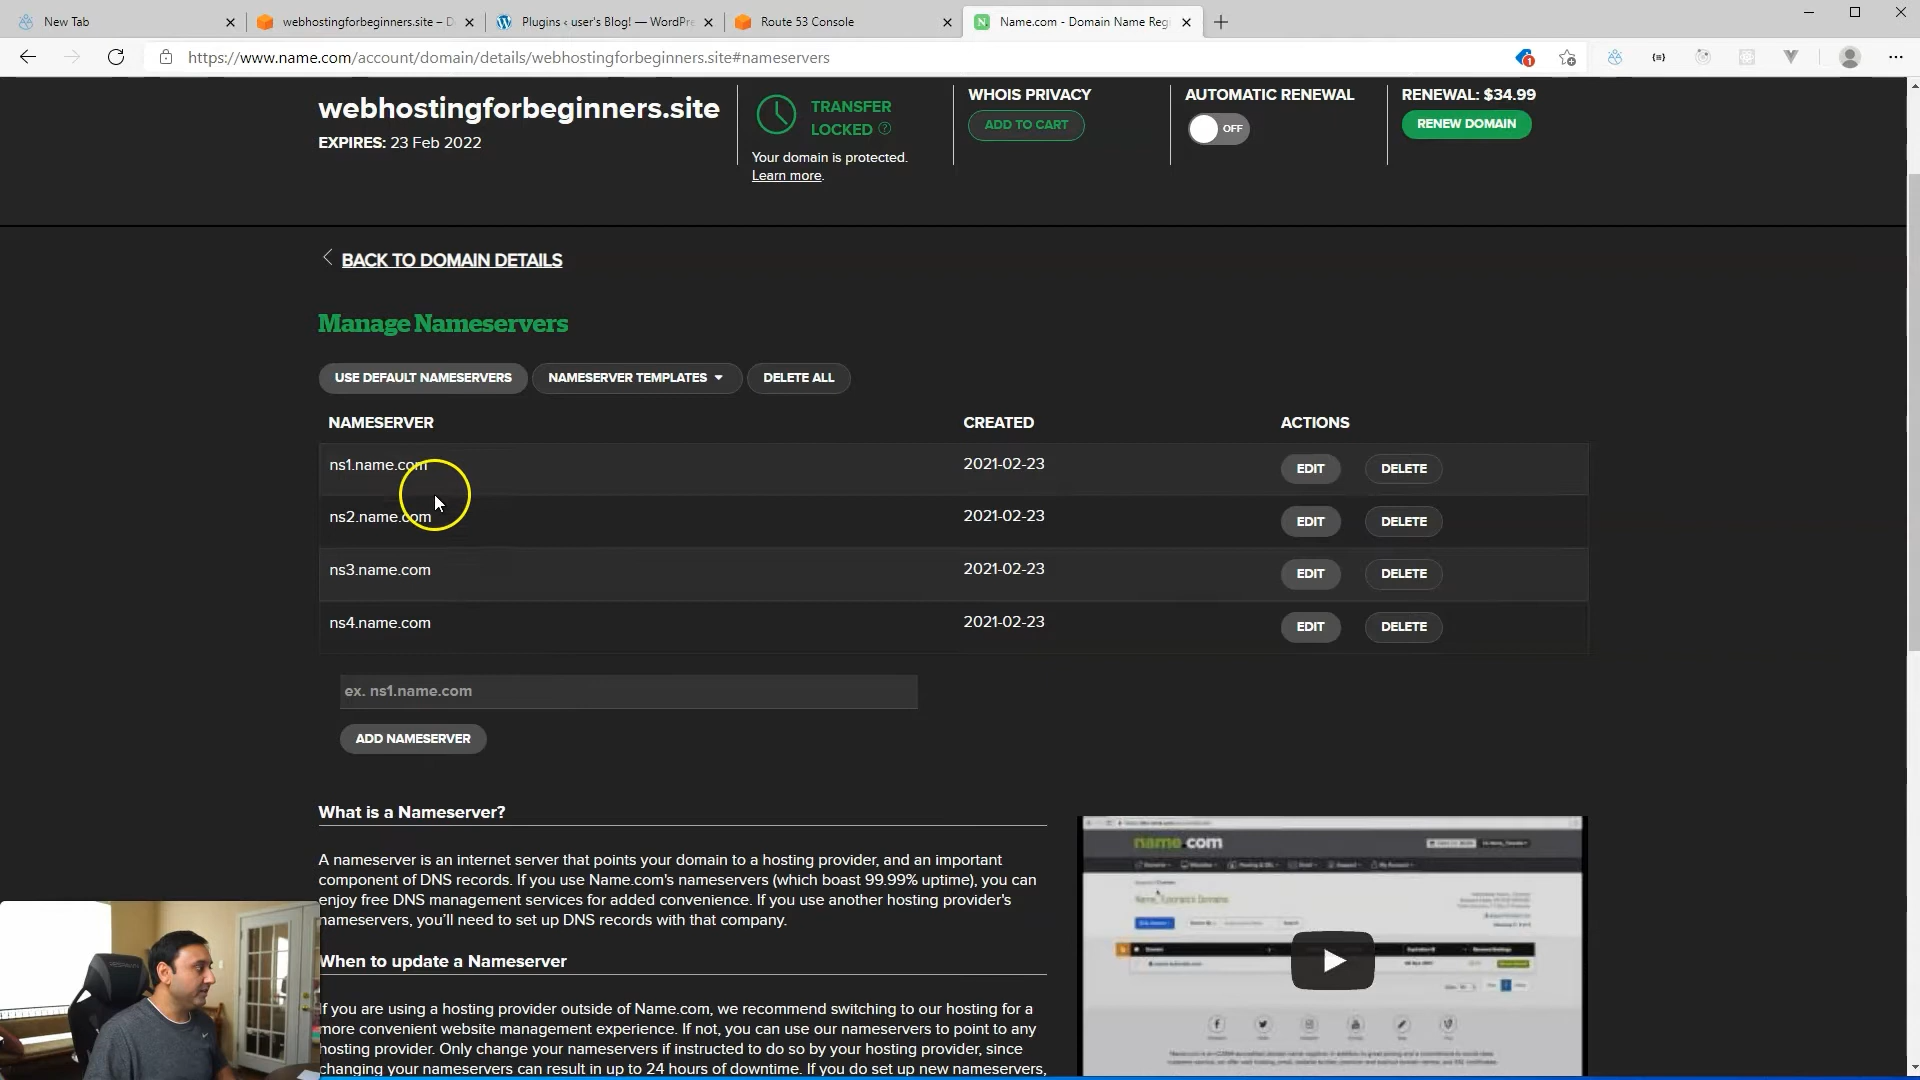 New Tab
webhostingforbeginners.site – D
Plugins ‹ user's Blog! — WordPre
Route 53 Console
Name.com - Domain Name Reg
https://www.name.com/account/domain/details/webhostingforbeginners.site#nameservers
1
webhostingforbeginners.site
EXPIRES: 23 Feb 2022
TRANSFER
LOCKED ?
Your domain is protected.
Learn more.
WHOIS PRIVACY
ADD TO CART
AUTOMATIC RENEWAL
OFF
RENEWAL: $34.99
RENEW DOMAIN
BACK TO DOMAIN DETAILS
Manage Nameservers
USE DEFAULT NAMESERVERS
NAMESERVER TEMPLATES
DELETE ALL
NAMESERVER CREATED ACTIONS
ns1.name.com 2021-02-23 EDIT DELETE
ns2.name.com 2021-02-23 EDIT DELETE
ns3.name.com 2021-02-23 EDIT DELETE
ns4.name.com 2021-02-23 EDIT DELETE
ex. ns1.name.com
ADD NAMESERVER
What is a Nameserver?
A nameserver is an internet server that points your domain to a hosting provider, and an important
component of DNS records. If you use Name.com's nameservers (which boast 99.99% uptime), you can
enjoy free DNS management services for added convenience. If you use another hosting provider's
nameservers, you'll need to set up DNS records with that company.
When to update a Nameserver
If you are using a hosting provider outside of Name.com, we recommend switching to our hosting for a
more convenient website management experience. If not, you can use our nameservers to point to any
hosting provider. Only change your nameservers if instructed to do so by your hosting provider, since
changing your nameservers can result in up to 24 hours of downtime. If you do set up new nameservers,
name.com